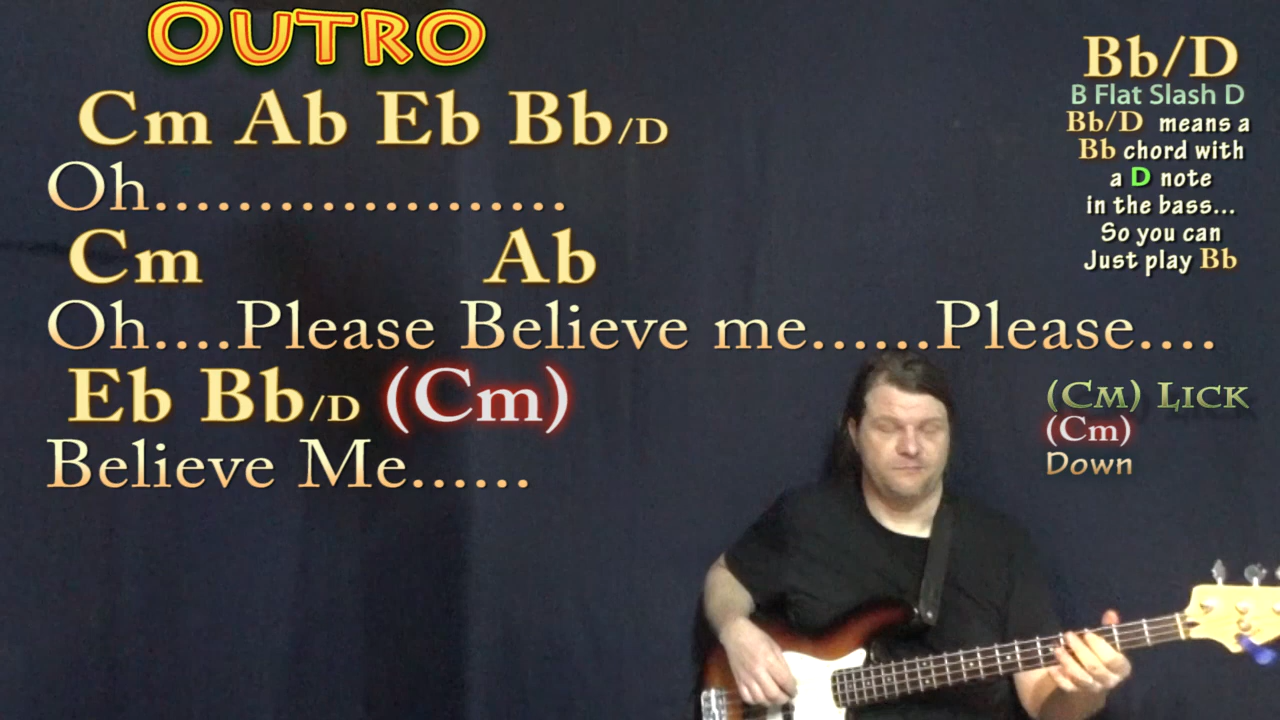 OUTRO
Cm Ab Eb Bb/D
Oh....................
Cm Ab
Oh....Please Believe me......Please....
Eb Bb/D (Cm)
Believe Me......
Bb/D
B Flat Slash D
Bb/D means a
Bb chord with
a D note
in the bass...
So you can
Just play Bb
(Cm) Lick
(Cm)
Down